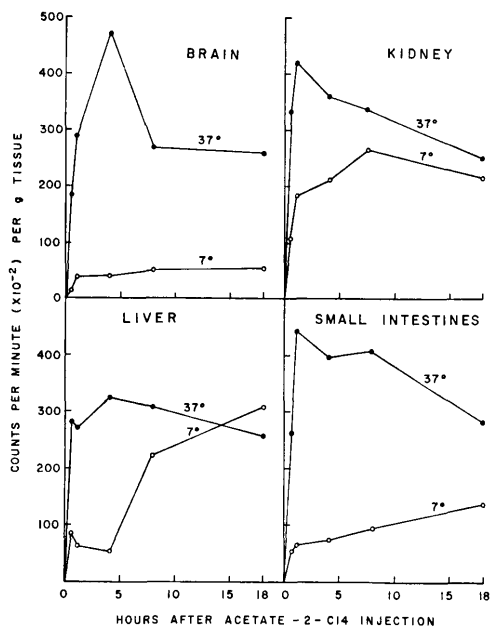 BRAIN
KIDNEY
500
400
300
200
100
0
37°
7°
37°
7°
LIVER
SMALL INTESTINES
400
300
200
100
37°
7°
37°
7°
0 5 10 15 18
0 5 10 15 18
COUNTS PER MINUTE (X10⁻²) PER g TISSUE
HOURS AFTER ACETATE-2-C14 INJECTION